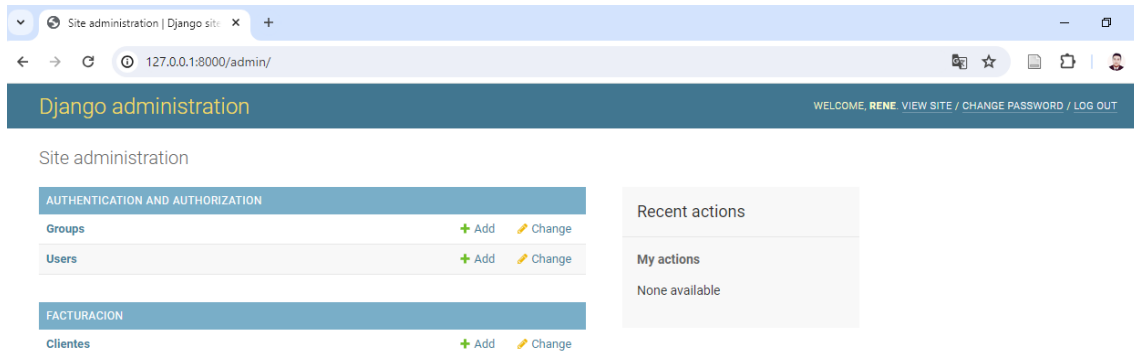 Site administration | Django site
127.0.0.1:8000/admin/
Django administration
WELCOME, RENE. VIEW SITE / CHANGE PASSWORD / LOG OUT
Site administration
AUTHENTICATION AND AUTHORIZATION
Groups Add Change
Users Add Change
FACTURACION
Clientes Add Change
Recent actions
My actions
None available